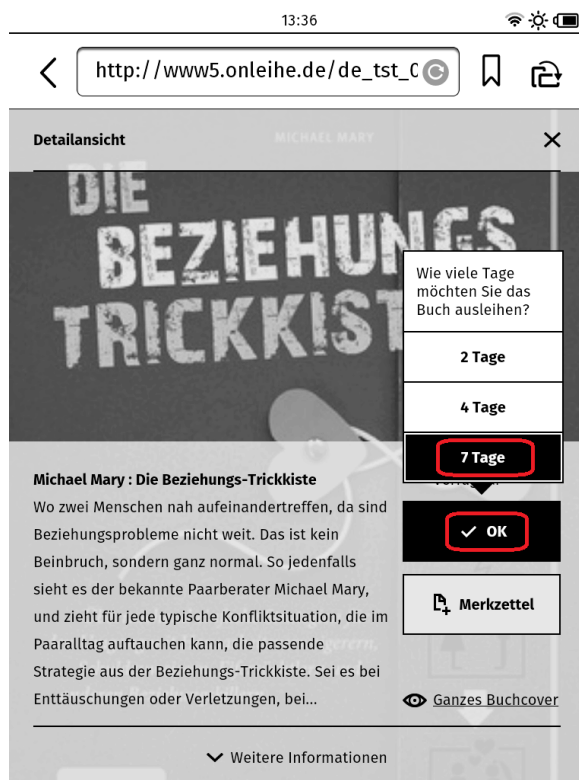 13:36
http://www5.onleihe.de/de_tst_0
Detailansicht
MICHAEL MARY
DIE
BEZIEHUNGS
TRICKKIST
Wie viele Tage
möchten Sie das
Buch ausleihen?
2 Tage
4 Tage
7 Tage
OK
Merkzettel
Michael Mary : Die Beziehungs-Trickkiste
Wo zwei Menschen nah aufeinandertreffen, da sind
Beziehungsprobleme nicht weit. Das ist kein
Beinbruch, sondern ganz normal. So jedenfalls
sieht es der bekannte Paarberater Michael Mary,
und zieht für jede typische Konfliktsituation, die im
Paaralltag auftauchen kann, die passende
Strategie aus der Beziehungs-Trickkiste. Sei es bei
Enttäuschungen oder Verletzungen, bei...
Ganzes Buchcover
Weitere Informationen